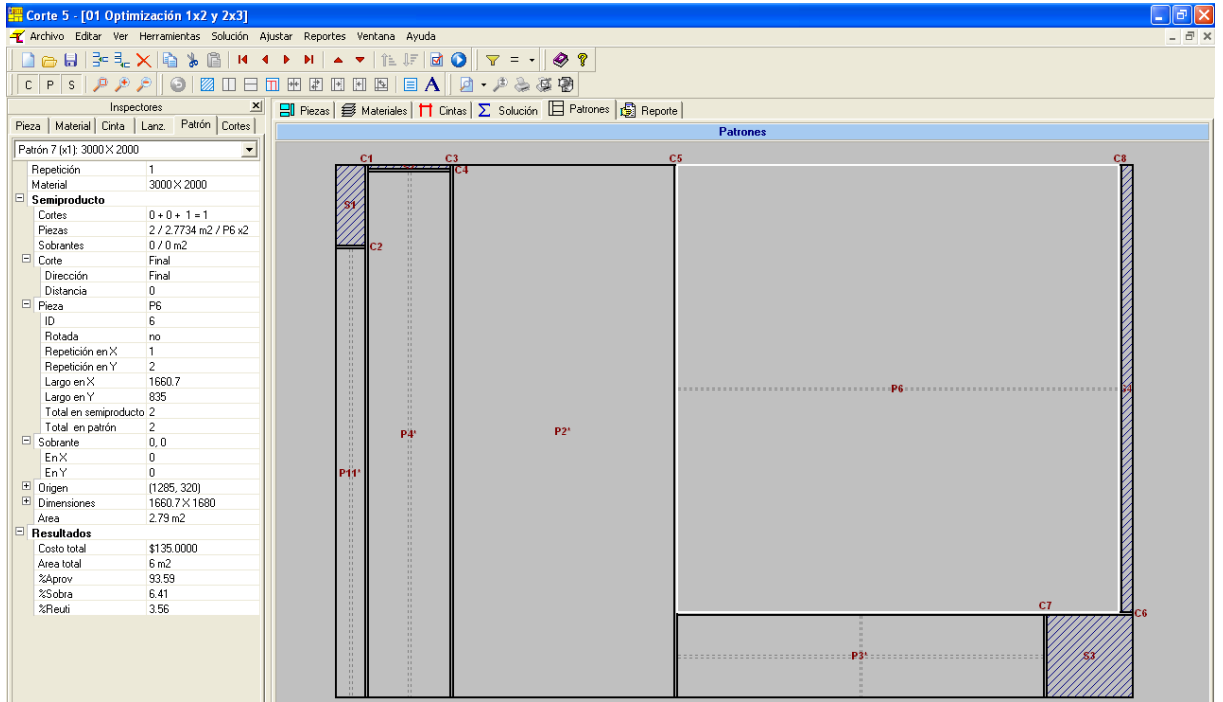 Corte 5 - [01 Optimización 1x2 y 2x3]
Archivo Editar Ver Herramientas Solución Ajustar Reportes Ventana Ayuda
C P S A
Inspectores
Pieza Material Cinta Lanz. Patrón Cortes
Piezas Materiales Cintas Solución Patrones Reporte
Patrones
Patrón 7 (x1): 3000 X 2000
Repetición 1
Material 3000 X 2000
Semiproducto
Cortes 0 + 0 + 1 = 1
Piezas 2 / 2.7734 m2 / P6 x2
Sobrantes 0 / 0 m2
Corte Final
Dirección Final
Distancia 0
Pieza P6
ID 6
Rotada no
Repetición en X 1
Repetición en Y 2
Largo en X 1660.7
Largo en Y 835
Total en semiproducto 2
Total en patrón 2
Sobrante 0, 0
En X 0
En Y 0
Origen (1285, 320)
Dimensiones 1660.7 X 1680
Area 2.79 m2
Resultados
Costo total $135.0000
Area total 6 m2
%Aprov 93.59
%Sobra 6.41
%Reuti 3.56
C1 C3 C5 C8
C4
S1
C2
P6
P4*
P2*
P11*
C7
C6
P3*
S3